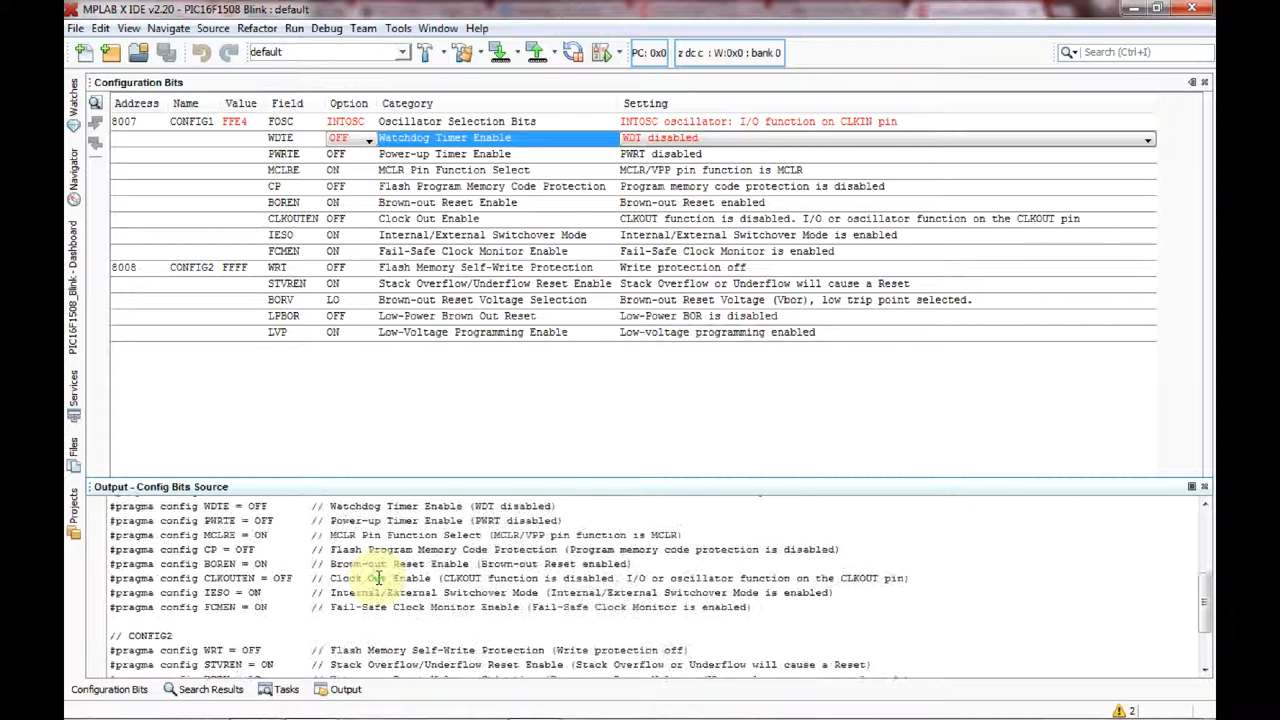 MPLAB X IDE v2.20 - PIC16F1508 Blink : default
File Edit View Navigate Source Refactor Run Debug Team Tools Window Help
default PC: 0x0 z dc c : W:0x0 : bank 0 Search (Ctrl+I)
Configuration Bits
Address Name Value Field Option Category Setting
8007 CONFIG1 FFE4 FOSC INTOSC Oscillator Selection Bits INTOSC oscillator: I/O function on CLKIN pin
WDTE OFF Watchdog Timer Enable WDT disabled
PWRTE OFF Power-up Timer Enable PWRT disabled
MCLRE ON MCLR Pin Function Select MCLR/VPP pin function is MCLR
CP OFF Flash Program Memory Code Protection Program memory code protection is disabled
BOREN ON Brown-out Reset Enable Brown-out Reset enabled
CLKOUTEN OFF Clock Out Enable CLKOUT function is disabled. I/O or oscillator function on the CLKOUT pin
IESO ON Internal/External Switchover Mode Internal/External Switchover Mode is enabled
FCMEN ON Fail-Safe Clock Monitor Enable Fail-Safe Clock Monitor is enabled
8008 CONFIG2 FFFF WRT OFF Flash Memory Self-Write Protection Write protection off
STVREN ON Stack Overflow/Underflow Reset Enable Stack Overflow or Underflow will cause a Reset
BORV LO Brown-out Reset Voltage Selection Brown-out Reset Voltage (Vbor), low trip point selected.
LPBOR OFF Low-Power Brown Out Reset Low-Power BOR is disabled
LVP ON Low-Voltage Programming Enable Low-voltage programming enabled
Watches
Navigator
PIC16F1508_Blink - Dashboard
Services
Files
Projects
Output - Config Bits Source
#pragma config WDTE = OFF // Watchdog Timer Enable (WDT disabled)
#pragma config PWRTE = OFF // Power-up Timer Enable (PWRT disabled)
#pragma config MCLRE = ON // MCLR Pin Function Select (MCLR/VPP pin function is MCLR)
#pragma config CP = OFF // Flash Program Memory Code Protection (Program memory code protection is disabled)
#pragma config BOREN = ON // Brown-out Reset Enable (Brown-out Reset enabled)
#pragma config CLKOUTEN = OFF // Clock Out Enable (CLKOUT function is disabled. I/O or oscillator function on the CLKOUT pin)
#pragma config IESO = ON // Internal/External Switchover Mode (Internal/External Switchover Mode is enabled)
#pragma config FCMEN = ON // Fail-Safe Clock Monitor Enable (Fail-Safe Clock Monitor is enabled)
// CONFIG2
#pragma config WRT = OFF // Flash Memory Self-Write Protection (Write protection off)
#pragma config STVREN = ON // Stack Overflow/Underflow Reset Enable (Stack Overflow or Underflow will cause a Reset)
Configuration Bits Search Results Tasks Output
2